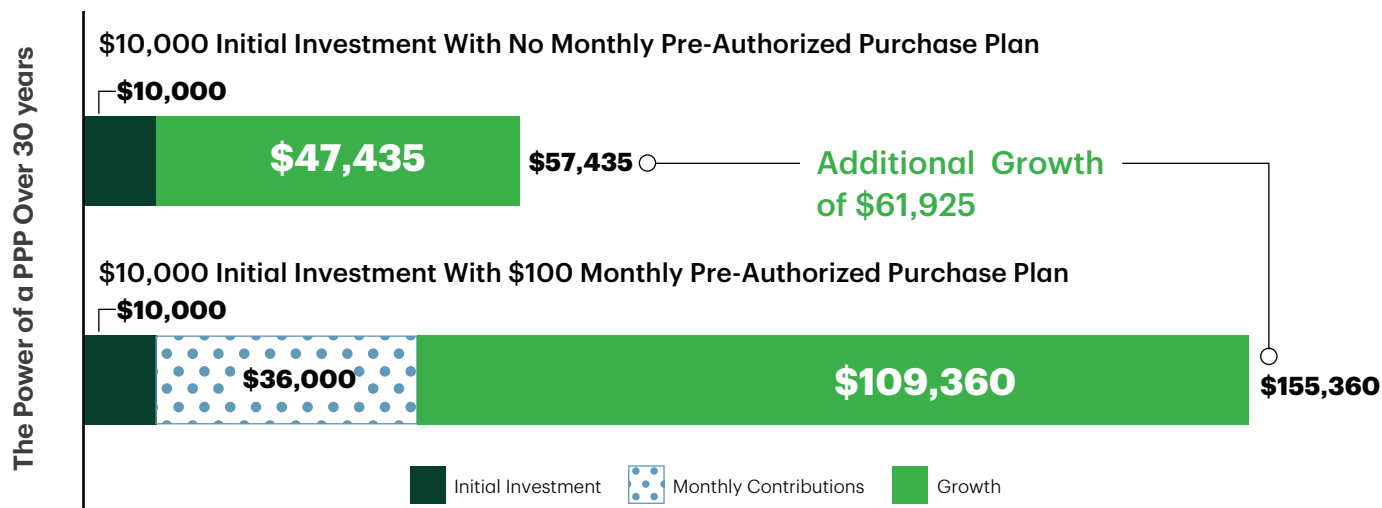 The Power of a PPP Over 30 years
$10,000 Initial Investment With No Monthly Pre-Authorized Purchase Plan
$10,000
$47,435
$57,435
Additional Growth
of $61,925
$10,000 Initial Investment With $100 Monthly Pre-Authorized Purchase Plan
$10,000
$36,000
$109,360
$155,360
Initial Investment
Monthly Contributions
Growth